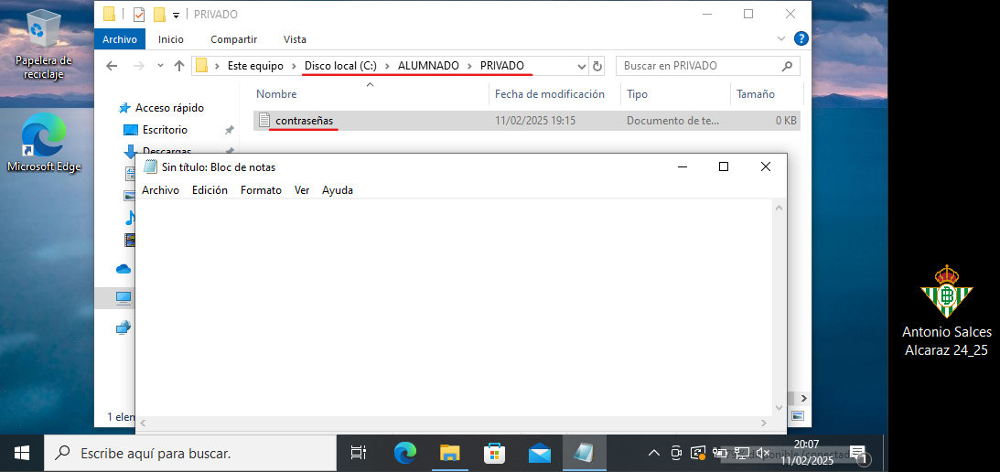 PRIVADO
Archivo Inicio Compartir Vista
Este equipo Disco local (C:) ALUMNADO PRIVADO Buscar en PRIVADO
Nombre Fecha de modificación Tipo Tamaño
contraseñas 11/02/2025 19:15 Documento de te... 0 KB
Acceso rápido
Escritorio
Descargas
Papelera de
reciclaje
Microsoft Edge
Sin título: Bloc de notas
Archivo Edición Formato Ver Ayuda
1 elem
Antonio Salces
Alcaraz 24_25
Escribe aquí para buscar.
20:07
11/02/2025
1